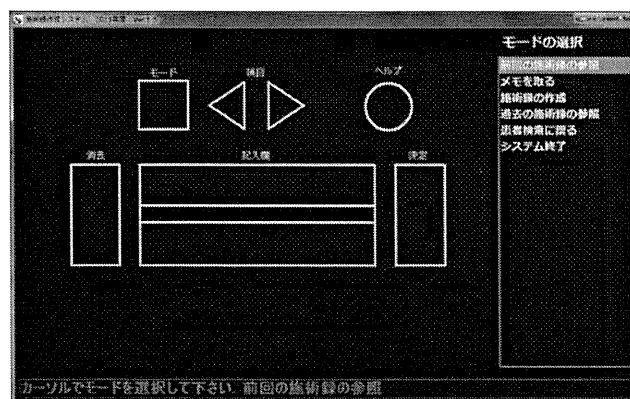 モードの選択
モード
項目
ヘルプ
前回の施術録の参照
メモを取る
施術録の作成
過去の施術録の参照
患者検索に戻る
システム終了
消去
記入欄
決定
カーソルでモードを選択して下さい 前回の施術録の参照